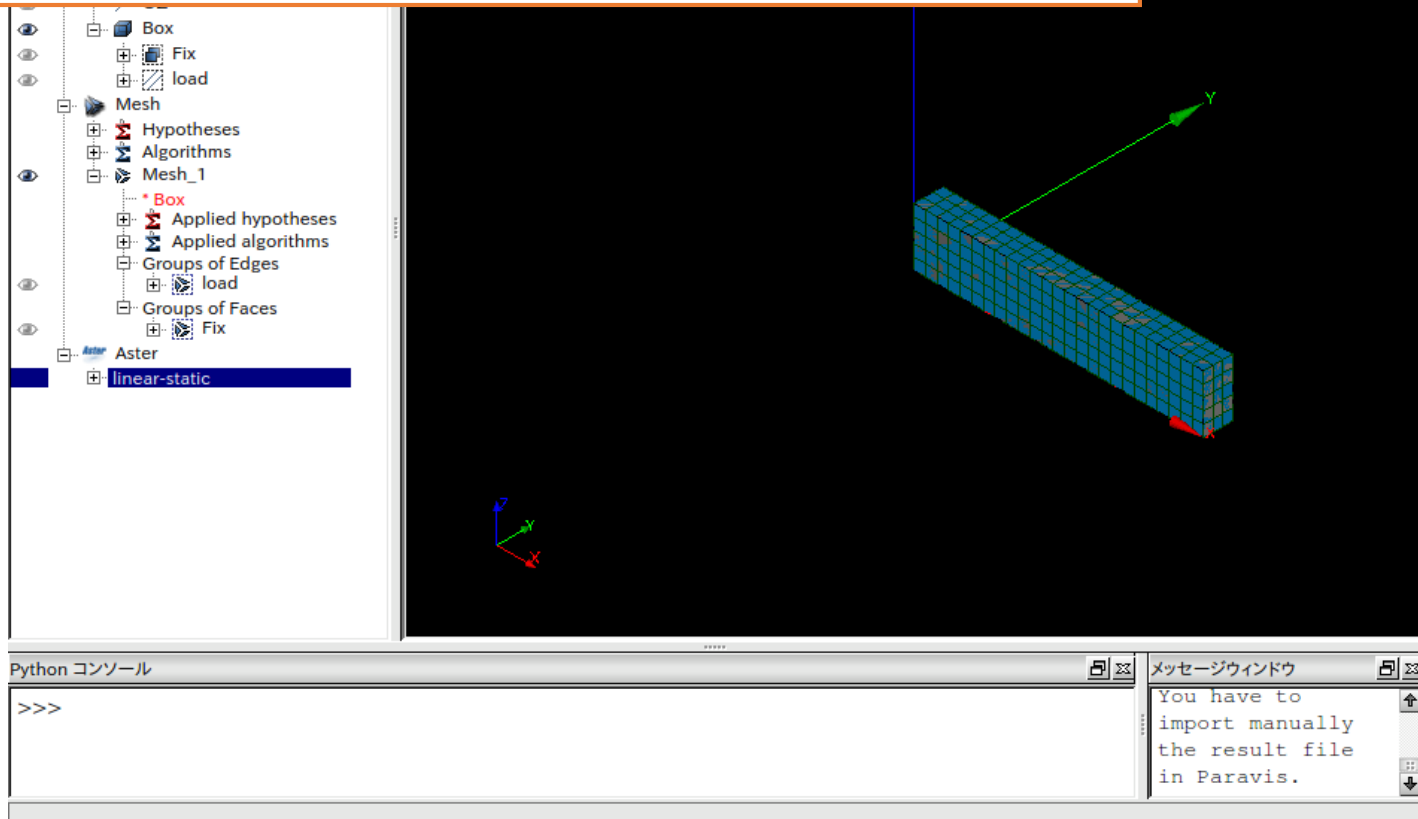 Box
Fix
load
Mesh
Hypotheses
Algorithms
Mesh_1
* Box
Applied hypotheses
Applied algorithms
Groups of Edges
load
Groups of Faces
Fix
Aster
Aster
linear-static
Y
X
Z
Y
X
Python コンソール
>>>
メッセージウィンドウ
You have to
import manually
the result file
in Paravis.